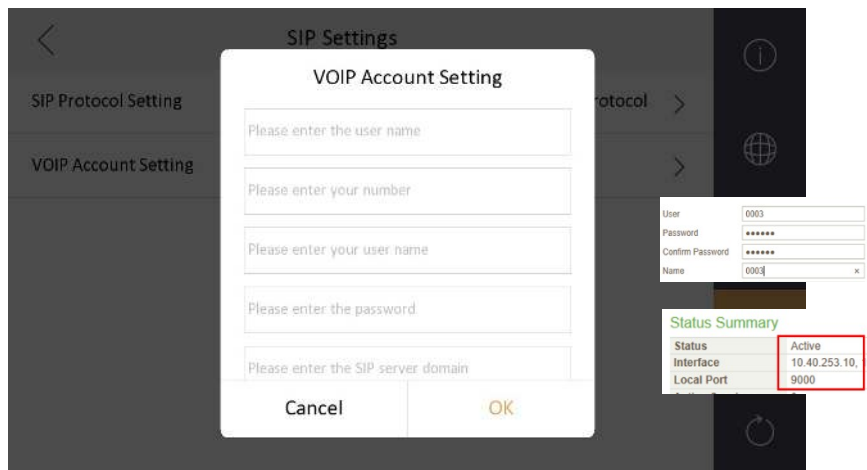 SIP Settings
VOIP Account Setting
SIP Protocol Setting
rotocol
Please enter the user name
VOIP Account Setting
Please enter your number
User 0003
Password ••••••
Please enter your user name
Confirm Password ••••••
Name 0003 ×
Please enter the password
Status Summary
Status Active
Interface 10.40.253.10,
Local Port 9000
Please enter the SIP server domain
Cancel OK